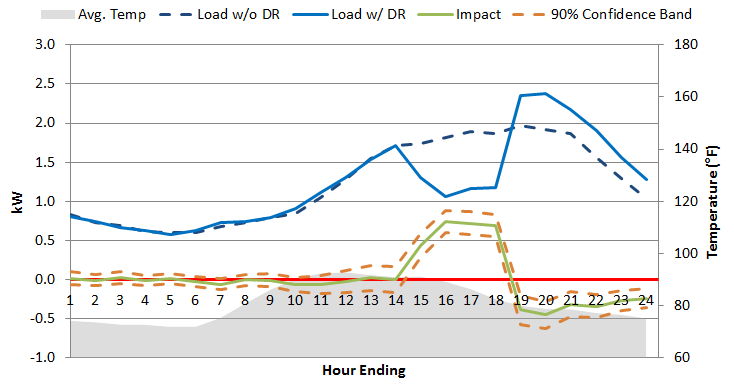 Avg. Temp Load w/o DR Load w/ DR Impact 90% Confidence Band
3.0 180
2.5 160
2.0 140
1.5
1.0 120
0.5 100
0.0
-0.5 80
-1.0 60
kW
Temperature (°F)
1 2 3 4 5 6 7 8 9 10 11 12 13 14 15 16 17 18 19 20 21 22 23 24
Hour Ending